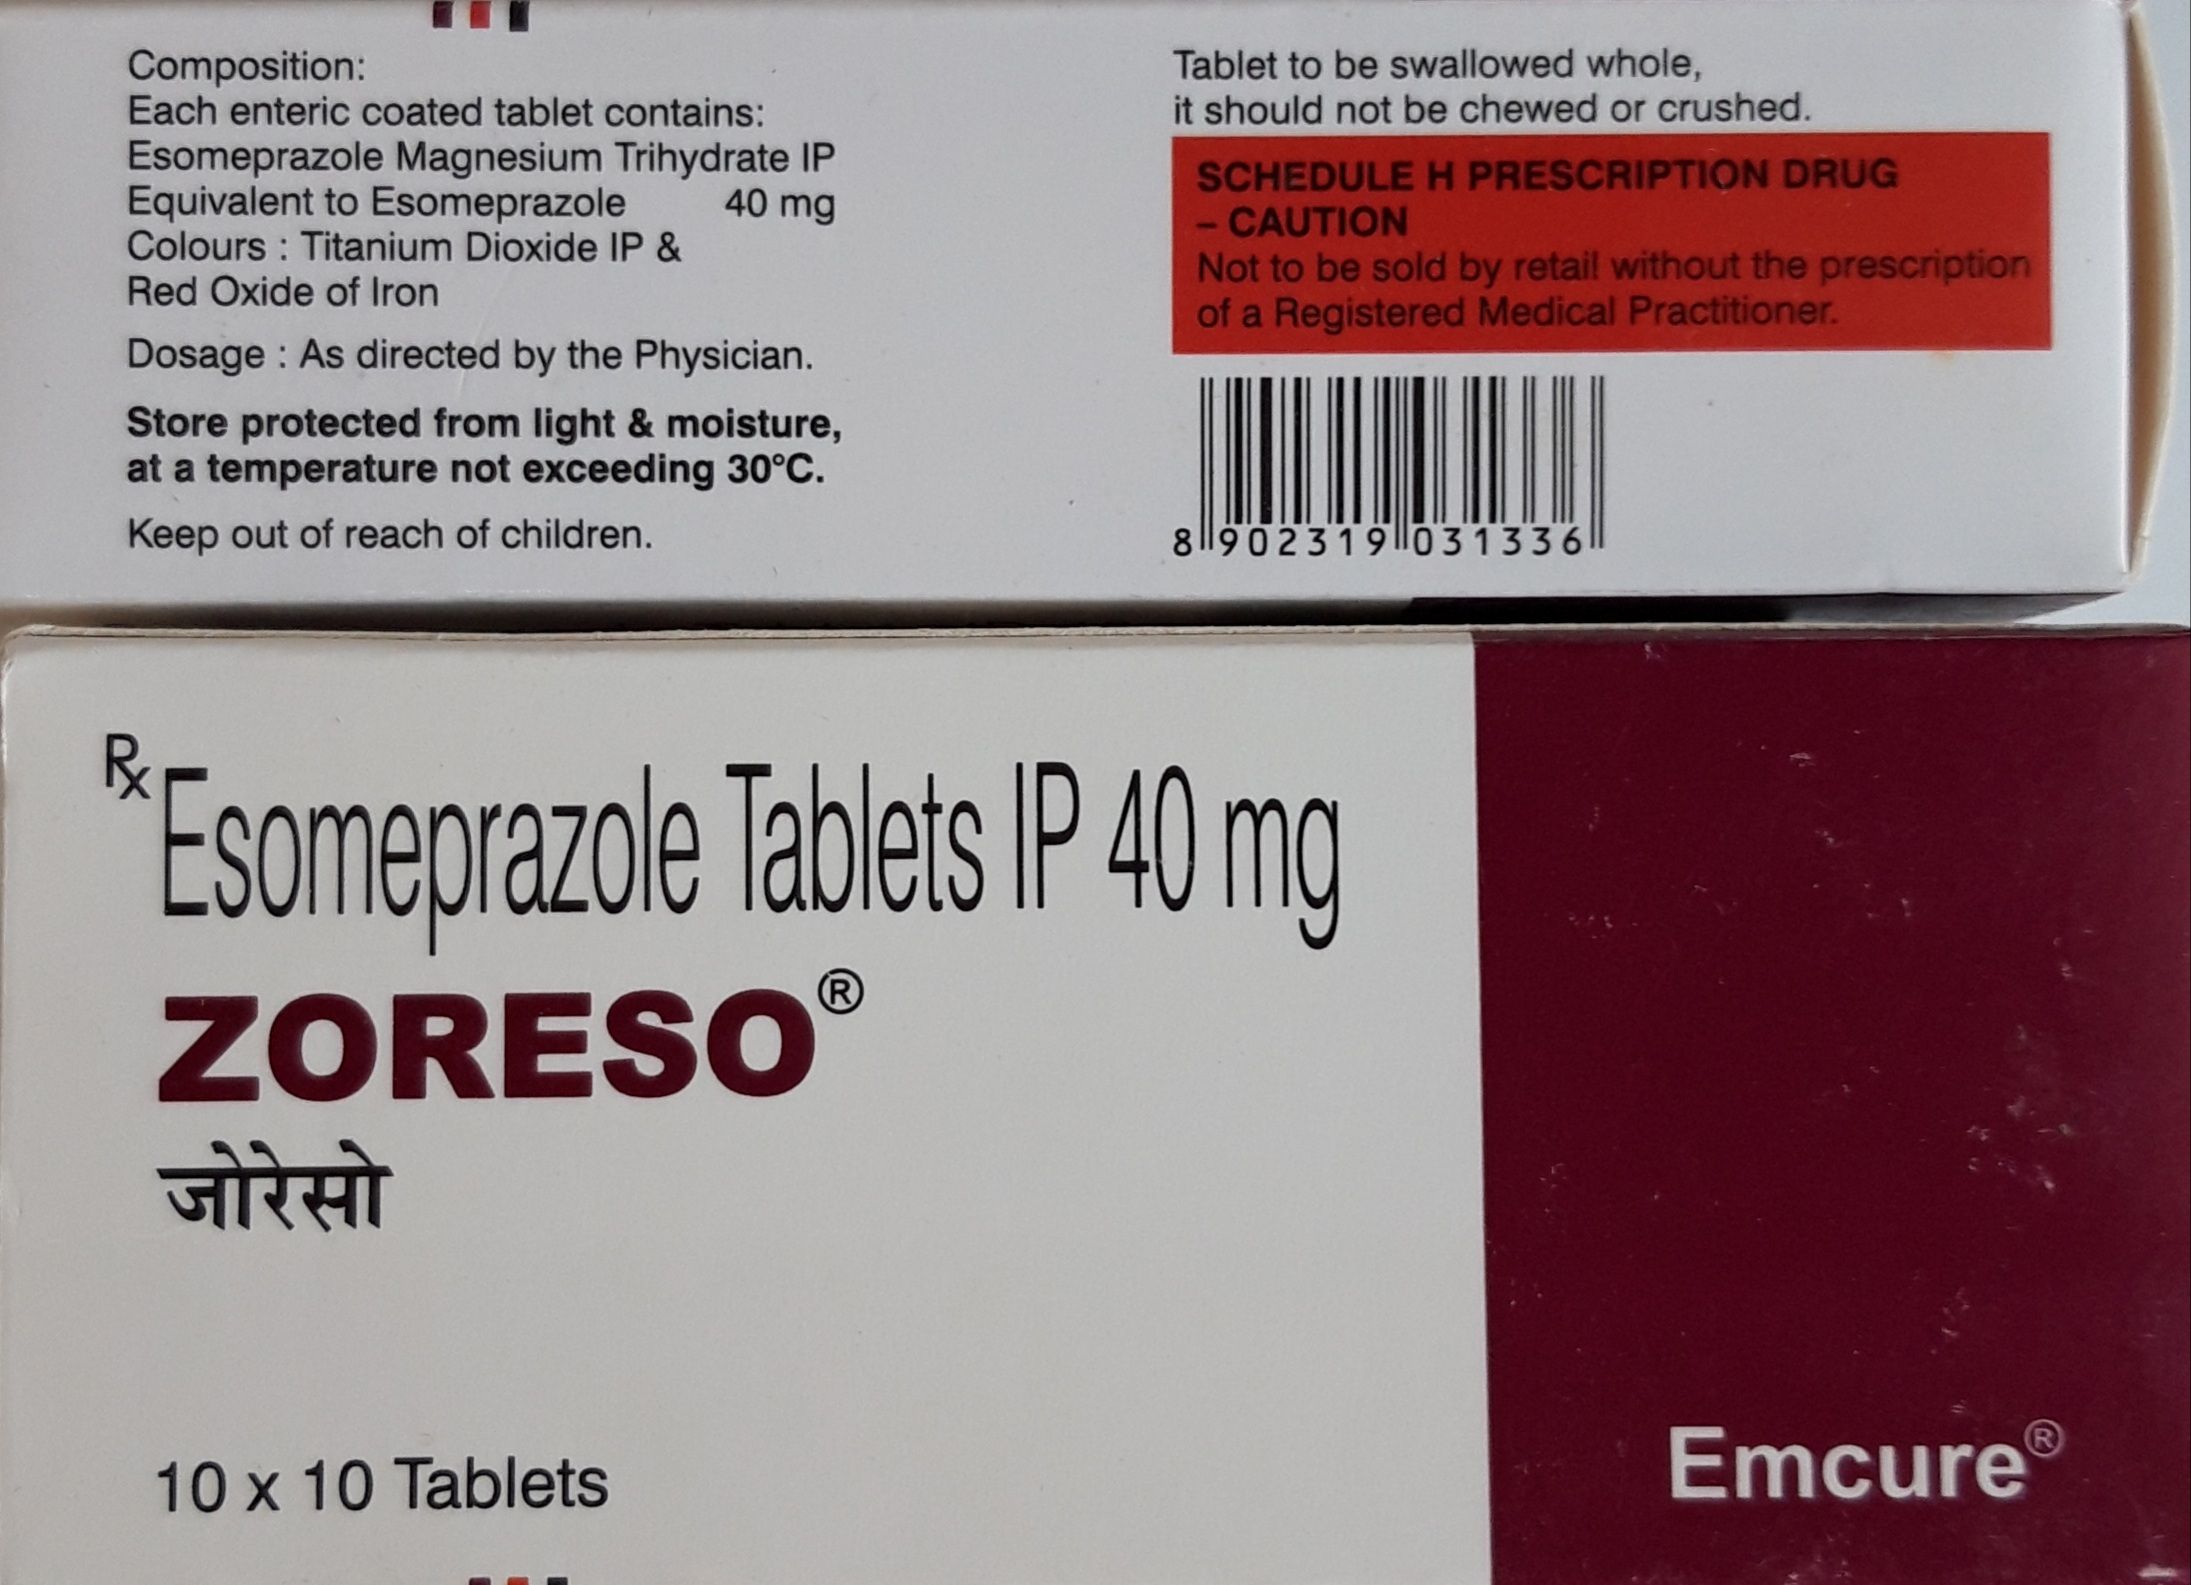 Composition:
Each enteric coated tablet contains:
Esomeprazole Magnesium Trihydrate IP
Equivalent to Esomeprazole 40 mg
Colours : Titanium Dioxide IP &
Red Oxide of Iron
Dosage : As directed by the Physician.
Store protected from light & moisture,
at a temperature not exceeding 30°C.
Keep out of reach of children.
Tablet to be swallowed whole,
it should not be chewed or crushed.
SCHEDULE H PRESCRIPTION DRUG
– CAUTION
Not to be sold by retail without the prescription
of a Registered Medical Practitioner.
8 902319 031336
Rx Esomeprazole Tablets IP 40 mg
ZORESO®
जोरेसो
10 x 10 Tablets
Emcure®